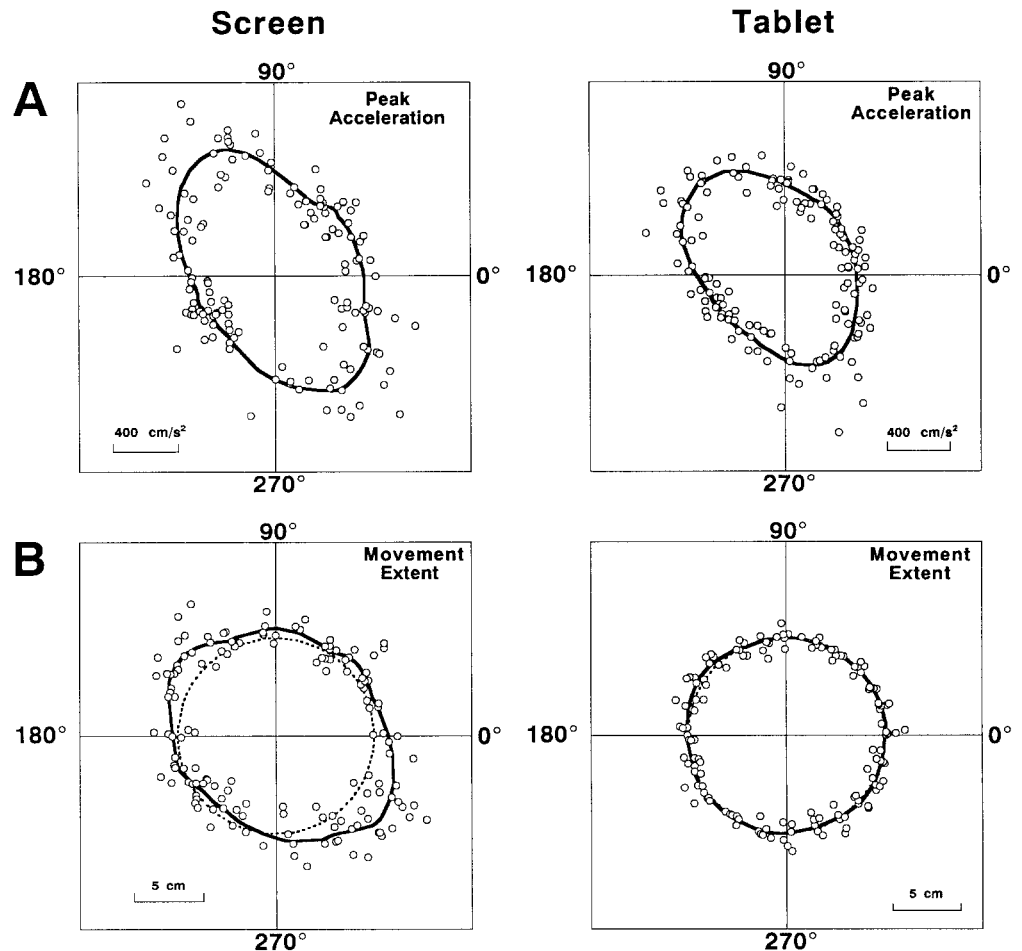 Screen
Tablet
A
90°
Peak
Acceleration
180°
0°
400 cm/s²
270°
90°
Peak
Acceleration
180°
0°
400 cm/s²
270°
B
90°
Movement
Extent
180°
0°
5 cm
270°
90°
Movement
Extent
180°
0°
5 cm
270°